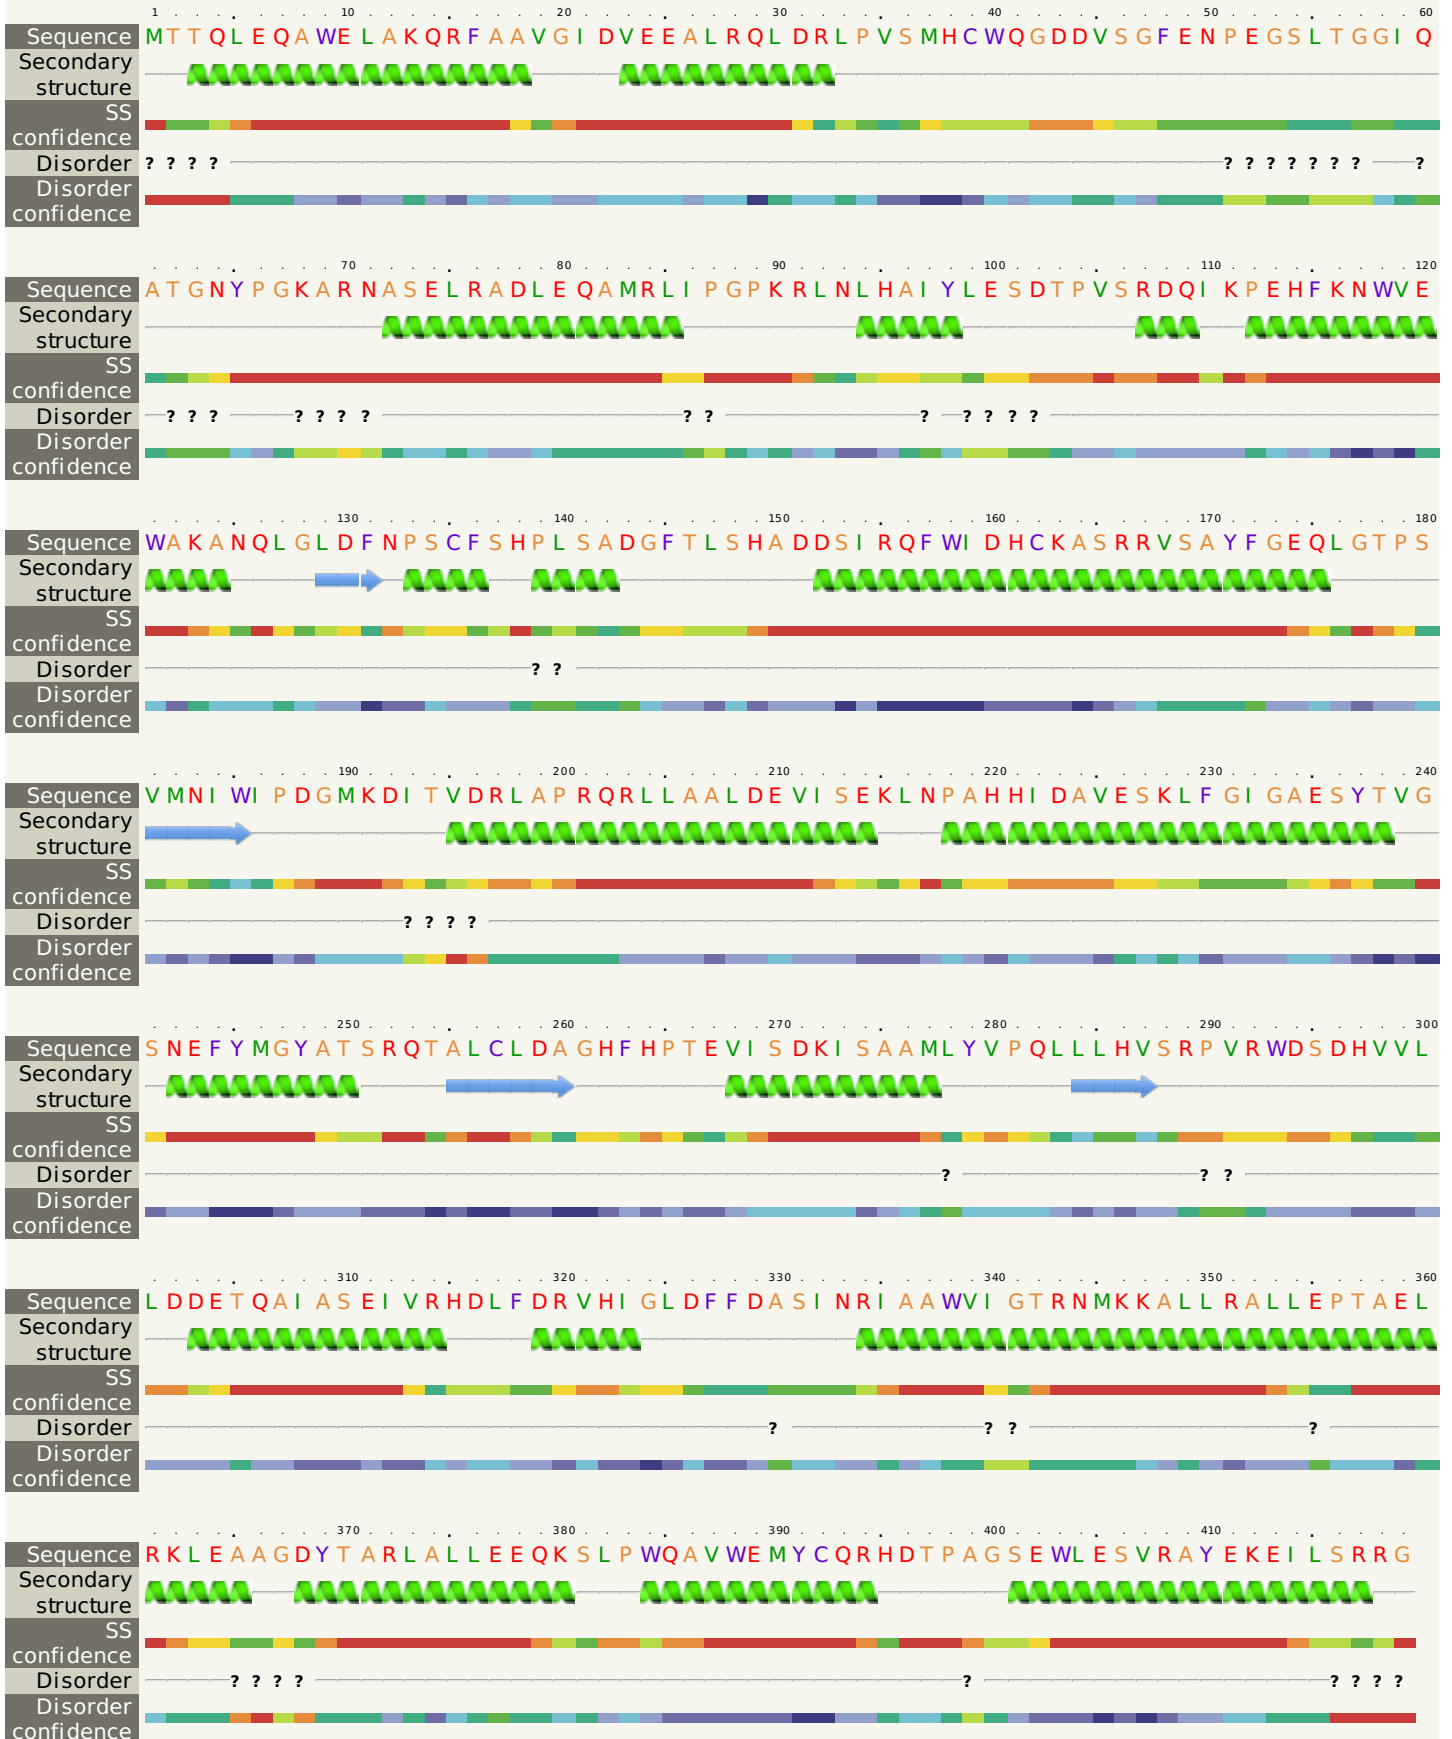 1 . . . . . . . . 10 . . . . . . . . . 20 . . . . . . . . . 30 . . . . . . . . . 40 . . . . . . . . . 50 . . . . . . . . . 60
Sequence MTTQLEQAWELAKQRFAAVGIDVEEALRQLDRLPVSMHCWQGDDVSGFENPEGSLTGGIQ
Secondary
structure
SS
confidence
Disorder ? ? ? ? ? ? ? ? ? ? ? ?
Disorder
confidence
. . . . . . . . . 70 . . . . . . . . . 80 . . . . . . . . . 90 . . . . . . . . . 100 . . . . . . . . . 110 . . . . . . . . . 120
Sequence ATGNYPGKARNASELRADLEQAMRLIPGPKRLNLHAIYLESDTPVSRDQIKPEHFKNWVE
Secondary
structure
SS
confidence
Disorder ? ? ? ? ? ? ? ? ? ? ? ? ? ?
Disorder
confidence
. . . . . . . . . 130 . . . . . . . . . 140 . . . . . . . . . 150 . . . . . . . . . 160 . . . . . . . . . 170 . . . . . . . . . 180
Sequence WAKANQLGLDFNPSCFSHPLSADGFTLSHADDSIRQFWIDHCKASRRVSAYFGEQLGTPS
Secondary
structure
SS
confidence
Disorder ? ?
Disorder
confidence
. . . . . . . . . 190 . . . . . . . . . 200 . . . . . . . . . 210 . . . . . . . . . 220 . . . . . . . . . 230 . . . . . . . . . 240
Sequence VMNIWIPDGMKDITVDRLAPRQRLLAALDEVISEKLNPAHHIDAVESKLFGIGAESYTVG
Secondary
structure
SS
confidence
Disorder ? ? ? ?
Disorder
confidence
. . . . . . . . . 250 . . . . . . . . . 260 . . . . . . . . . 270 . . . . . . . . . 280 . . . . . . . . . 290 . . . . . . . . . 300
Sequence SNEFYMGYATSRQTALCLDAGHFHPTEVISDKISAAMLYVPQLLLHVSRPVRWDSDHVVL
Secondary
structure
SS
confidence
Disorder ? ? ?
Disorder
confidence
. . . . . . . . . 310 . . . . . . . . . 320 . . . . . . . . . 330 . . . . . . . . . 340 . . . . . . . . . 350 . . . . . . . . . 360
Sequence LDDETQAIASEIVRHDLFDRVHIGLDFFDASINRIAAWVIGTRNMKKALLRALLEPTAEL
Secondary
structure
SS
confidence
Disorder ? ? ? ?
Disorder
confidence
. . . . . . . . . 370 . . . . . . . . . 380 . . . . . . . . . 390 . . . . . . . . . 400 . . . . . . . . . 410 . . . . . . . . .
Sequence RKLEAAGDYTARLALLEEQKSLPWQAVWEMYCQRHDTPAGSEWLESVRAYEKEILSRRG
Secondary
structure
SS
confidence
Disorder ? ? ? ? ? ? ? ? ?
Disorder
confidence